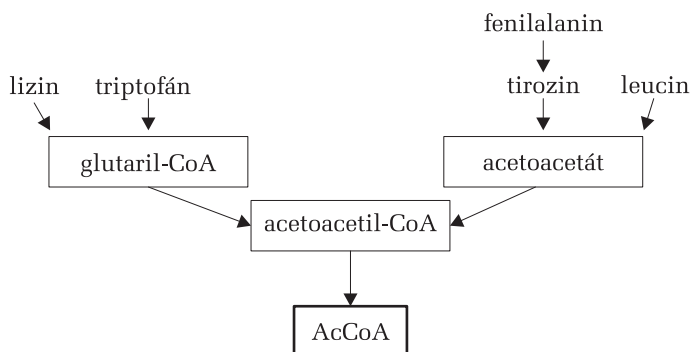 fenilalanin
lizin triptofán tirozin leucin
glutaril-CoA acetoacetát
acetoacetil-CoA
AcCoA